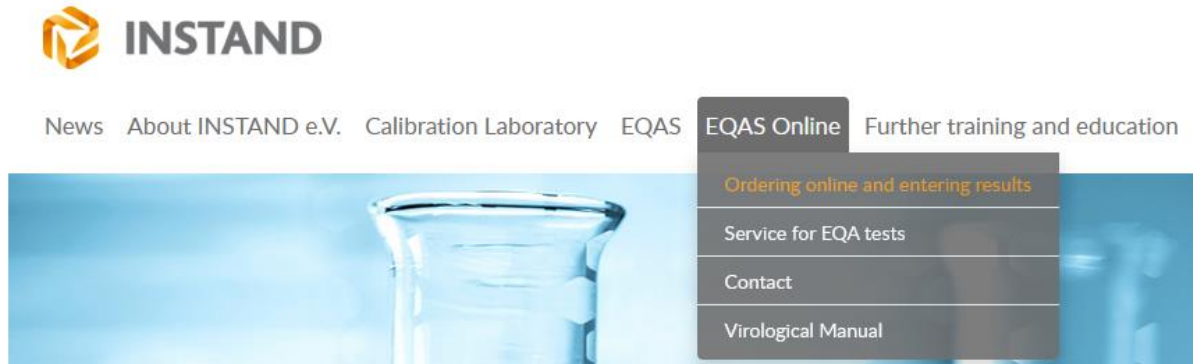 INSTAND
News About INSTAND e.V. Calibration Laboratory EQAS EQAS Online Further training and education
Ordering online and entering results
Service for EQA tests
Contact
Virological Manual